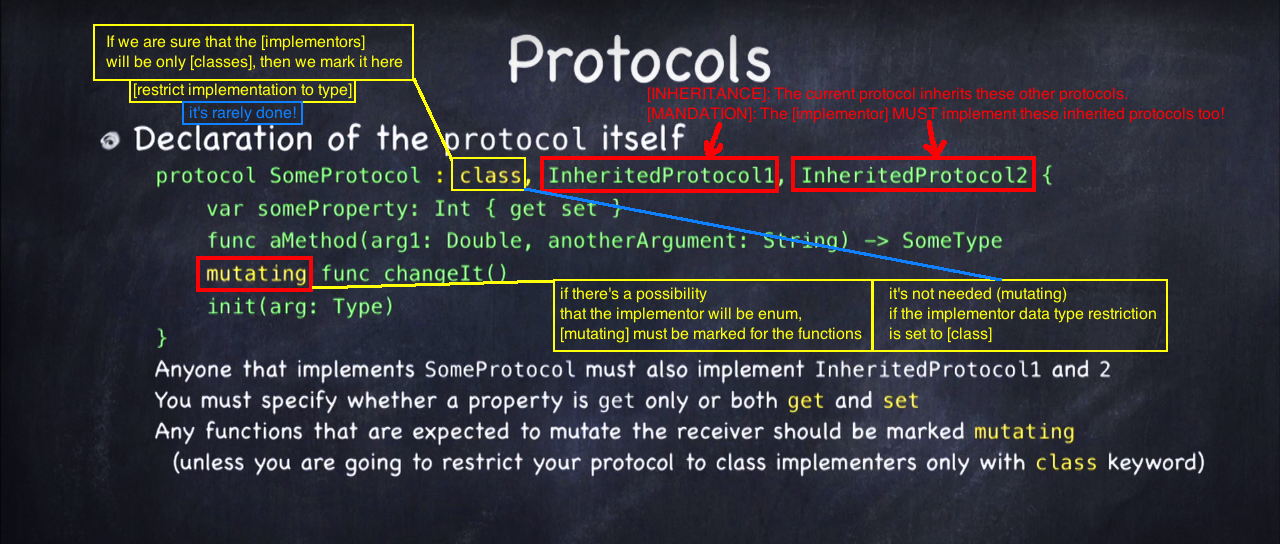 If we are sure that the [implementors]
will be only [classes], then we mark it here
Protocols
[restrict implementation to type]
[INHERITANCE]: The current protocol inherits these other protocols.
it's rarely done!
[MANDATION]: The [implementor] MUST implement these inherited protocols too!
Declaration of the protocol itself
protocol SomeProtocol : class, InheritedProtocol1, InheritedProtocol2 {
var someProperty: Int { get set }
func aMethod(arg1: Double, anotherArgument: String) -> SomeType
mutating func changeIt()
init(arg: Type)
}
if there's a possibility
that the implementor will be enum,
[mutating] must be marked for the functions
it's not needed (mutating)
if the implementor data type restriction
is set to [class]
Anyone that implements SomeProtocol must also implement InheritedProtocol1 and 2
You must specify whether a property is get only or both get and set
Any functions that are expected to mutate the receiver should be marked mutating
(unless you are going to restrict your protocol to class implementers only with class keyword)